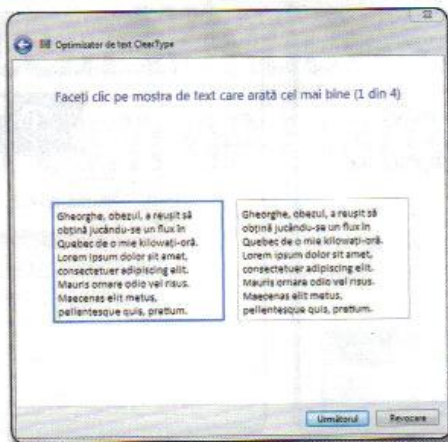 Optimizator de text ClearType
Faceți clic pe mostra de text care arată cel mai bine (1 din 4)
Gheorghe, obezul, a reușit să
obțină jucându-se un flux în
Quebec de o mie kilowați-oră.
Lorem ipsum dolor sit amet,
consectetuer adipiscing elit.
Mauris ornare odio vel risus.
Maecenas elit metus,
pellentesque quis, pretium.
Gheorghe, obezul, a reușit să
obțină jucându-se un flux în
Quebec de o mie kilowați-oră.
Lorem ipsum dolor sit amet,
consectetuer adipiscing elit.
Mauris ornare odio vel risus.
Maecenas elit metus,
pellentesque quis, pretium.
Următorul
Revocare